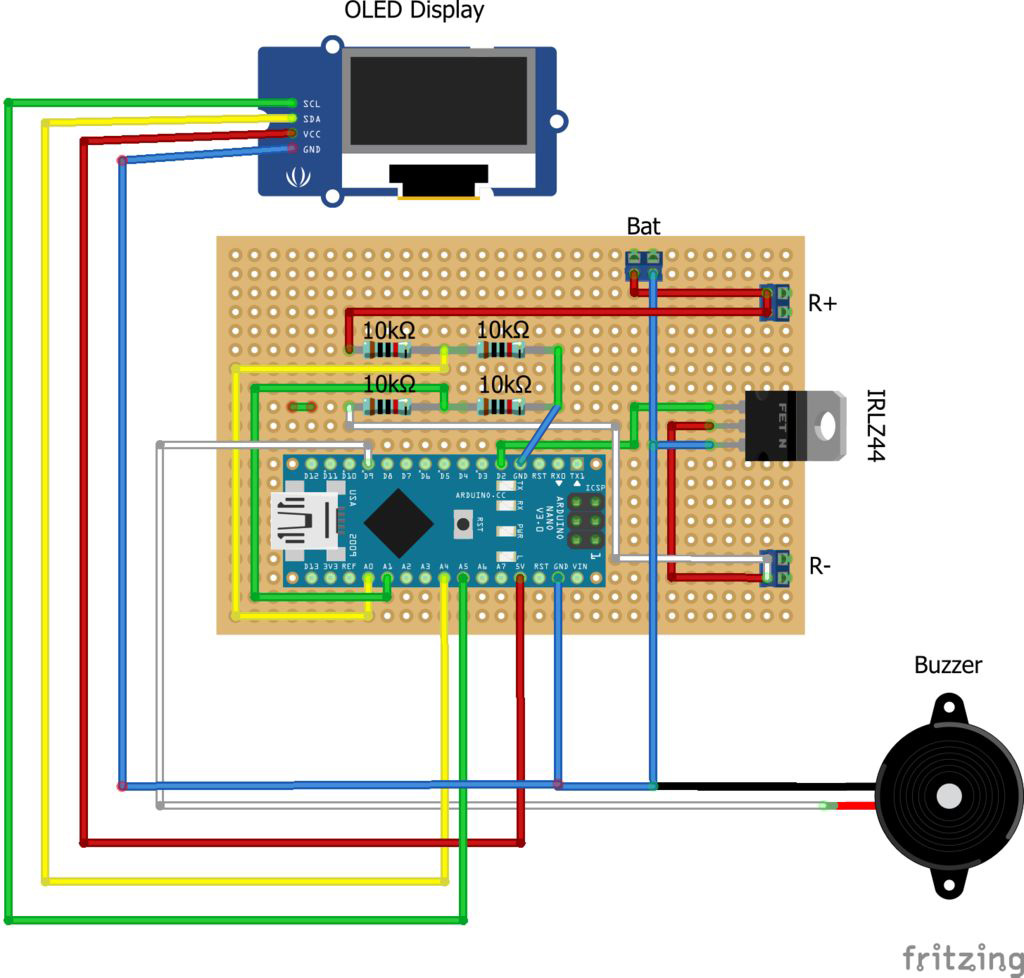 OLED Display
SCL
SDA
VCC
GND
Bat
R+
10kΩ 10kΩ
10kΩ 10kΩ
IRLZ44
FET N
D12 D11 D10 D9 D8 D7 D6 D5 D4 D3 D2 GND RST RX0 TX1
TX
RX
PWR
L
ARDUINO.CC
RST
ARDUINO
NANO
V3.0
ICSP
1
USA
2009
D13 3V3 REF A0 A1 A2 A3 A4 A5 A6 A7 5V RST GND VIN
R-
Buzzer
fritzing